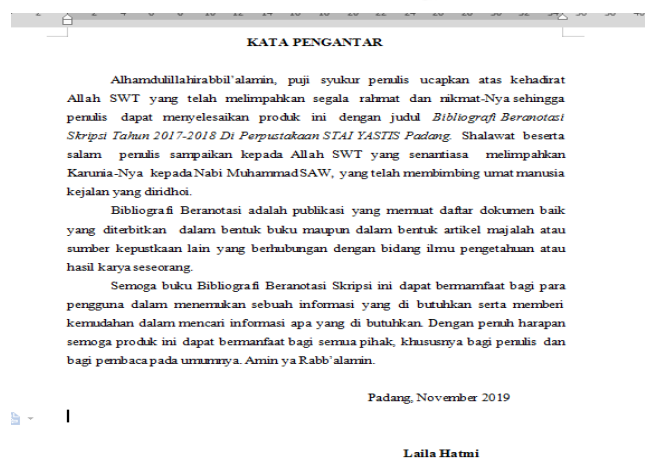 KATA PENGANTAR
Alhamdulillahirabbil'alamin, puji syukur penulis ucapkan atas kehadirat
Allah SWT yang telah melimpahkan segala rahmat dan nikmat-Nya sehingga
penulis dapat menyelesaikan produk ini dengan judul Bibliografi Beranotasi
Skripsi Tahun 2017-2018 Di Perpustakaan STAI YASTIS Padang. Shalawat beserta
salam penulis sampaikan kepada Allah SWT yang senantiasa melimpahkan
Karunia-Nya kepada Nabi Muhammad SAW, yang telah membimbing umat manusia
kejalan yang diridhoi.
Bibliografi Beranotasi adalah publikasi yang memuat daftar dokumen baik
yang diterbitkan dalam bentuk buku maupun dalam bentuk artikel majalah atau
sumber kepustkaan lain yang berhubungan dengan bidang ilmu pengetahuan atau
hasil karya seseorang.
Semoga buku Bibliografi Beranotasi Skripsi ini dapat bermamfaat bagi para
pengguna dalam menemukan sebuah informasi yang di butuhkan serta memberi
kemudahan dalam mencari informasi apa yang di butuhkan. Dengan penuh harapan
semoga produk ini dapat bermanfaat bagi semua pihak, khususnya bagi penulis dan
bagi pembaca pada umumnya. Amin ya Rabb'alamin.
Padang, November 2019
Laila Hatmi